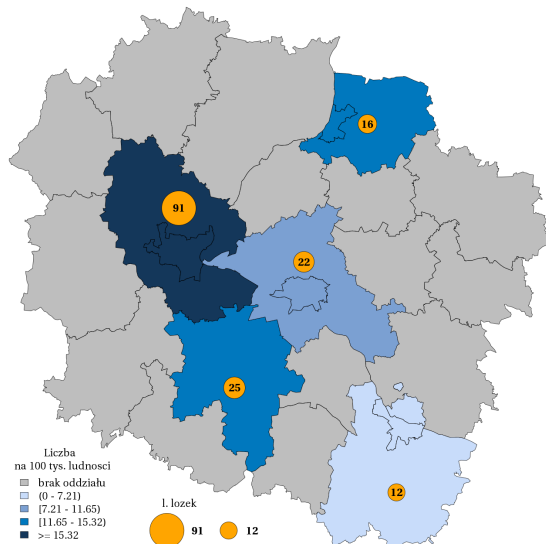 16
91
22
25
12
Liczba
na 100 tys. ludnosci
brak oddziału
(0 - 7.21)
[7.21 - 11.65)
[11.65 - 15.32)
>= 15.32
l. lozek
91 12